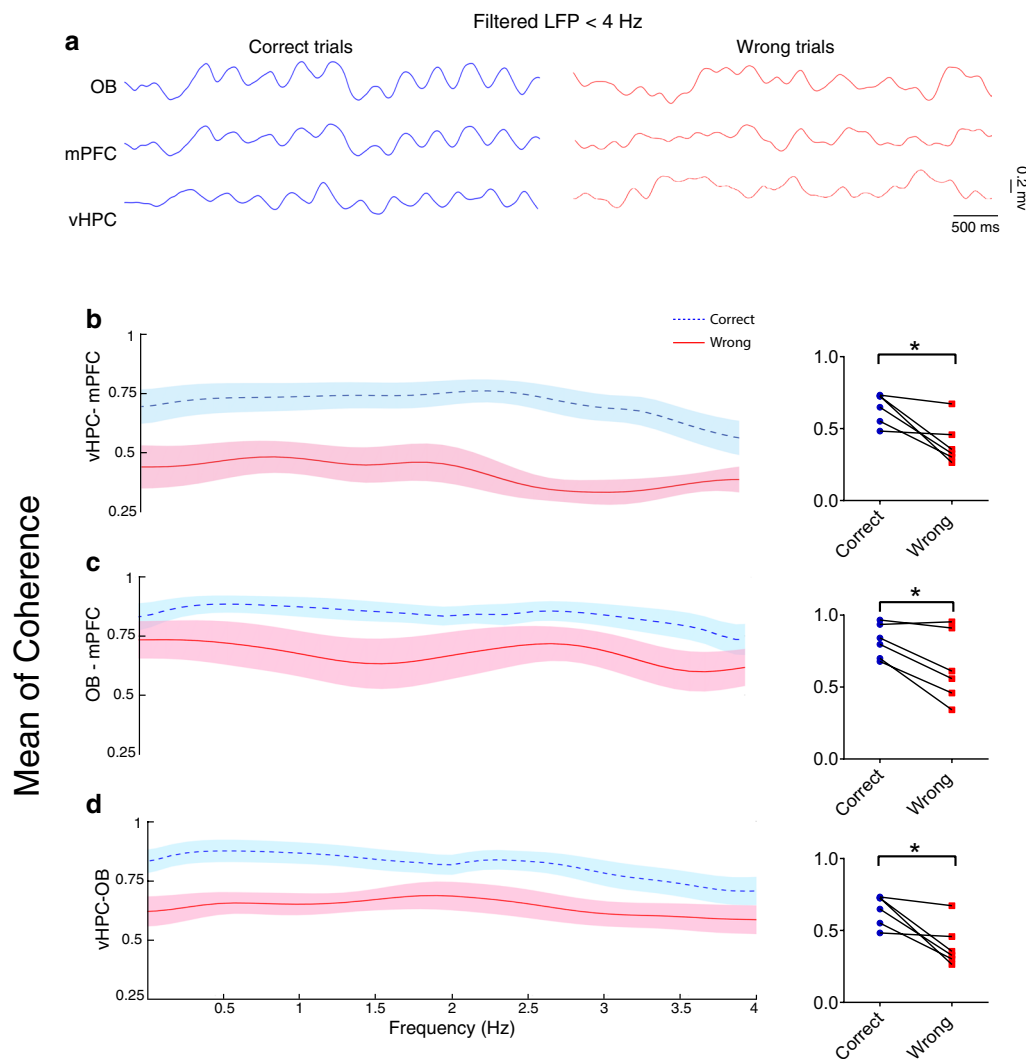 Filtered LFP < 4 Hz
a
Correct trials
Wrong trials
OB
mPFC
vHPC
0.2 mv
500 ms
b
Correct
Wrong
vHPC- mPFC
1
0.75
0.5
0.25
*
1.0
0.5
0.0
Correct
Wrong
Mean of Coherence
c
OB - mPFC
1
0.75
0.5
0.25
*
1.0
0.5
0.0
Correct
Wrong
d
vHPC-OB
1
0.75
0.5
0.25
0.5
1
1.5
2
2.5
3
3.5
4
Frequency (Hz)
*
1.0
0.5
0.0
Correct
Wrong